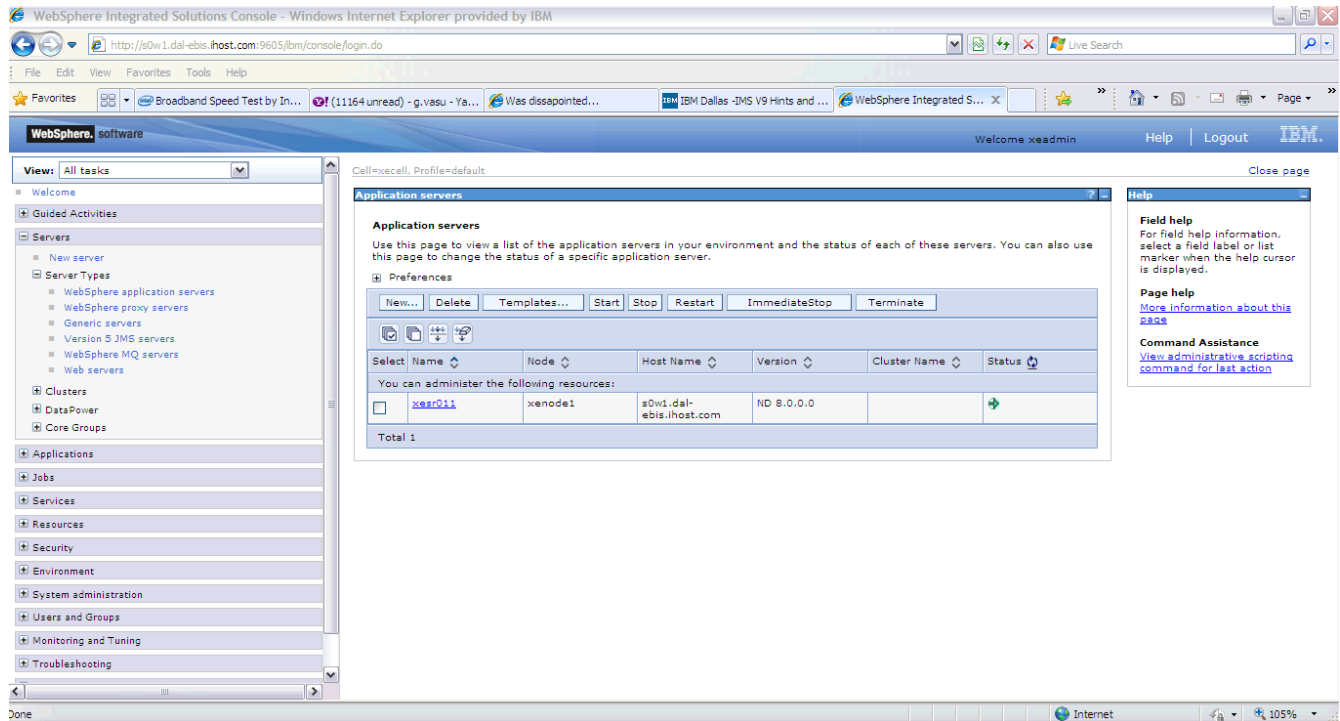 WebSphere Integrated Solutions Console - Windows Internet Explorer provided by IBM
http://s0w1.dal-ebis.ihost.com:9605/ibm/console/login.do
Live Search
File Edit View Favorites Tools Help
Favorites
Broadband Speed Test by In...
(11164 unread) - g.vasu - Ya...
Was dissapointed...
IBM Dallas -IMS V9 Hints and ...
WebSphere Integrated S... X
Page
WebSphere. software
Welcome xeadmin
Help | Logout
IBM.
View: All tasks
Welcome
Guided Activities
Servers
New server
Server Types
WebSphere application servers
WebSphere proxy servers
Generic servers
Version 5 JMS servers
WebSphere MQ servers
Web servers
Clusters
DataPower
Core Groups
Applications
Jobs
Services
Resources
Security
Environment
System administration
Users and Groups
Monitoring and Tuning
Troubleshooting
Cell=xecell, Profile=default
Close page
Application servers
? -
Application servers
Use this page to view a list of the application servers in your environment and the status of each of these servers. You can also use
this page to change the status of a specific application server.
Preferences
New... Delete Templates... Start Stop Restart ImmediateStop Terminate
Select Name Node Host Name Version Cluster Name Status
You can administer the following resources:
xesr011 xenode1 s0w1.dal-
ebis.ihost.com ND 8.0.0.0
Total 1
Help
Field help
For field help information,
select a field label or list
marker when the help cursor
is displayed.
Page help
More information about this
page
Command Assistance
View administrative scripting
command for last action
Done
Internet
105%